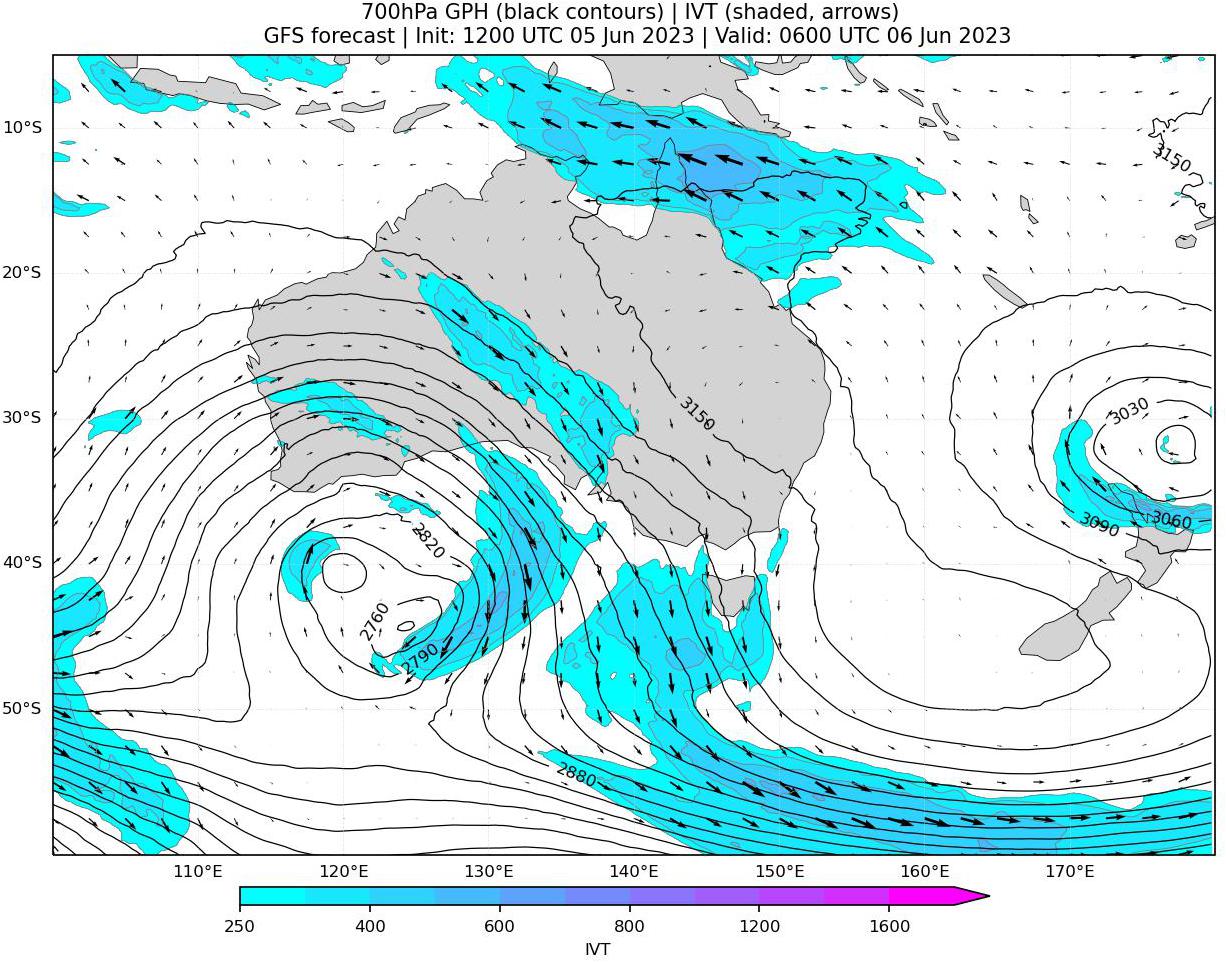 700hPa GPH (black contours) | IVT (shaded, arrows)
GFS forecast | Init: 1200 UTC 05 Jun 2023 | Valid: 0600 UTC 06 Jun 2023
10°S
3150
20°S
3150
3030
30°S
3090
3060
2820
40°S
2760
2790
50°S
2880
110°E 120°E 130°E 140°E 150°E 160°E 170°E
250 400 600 800 1200 1600
IVT